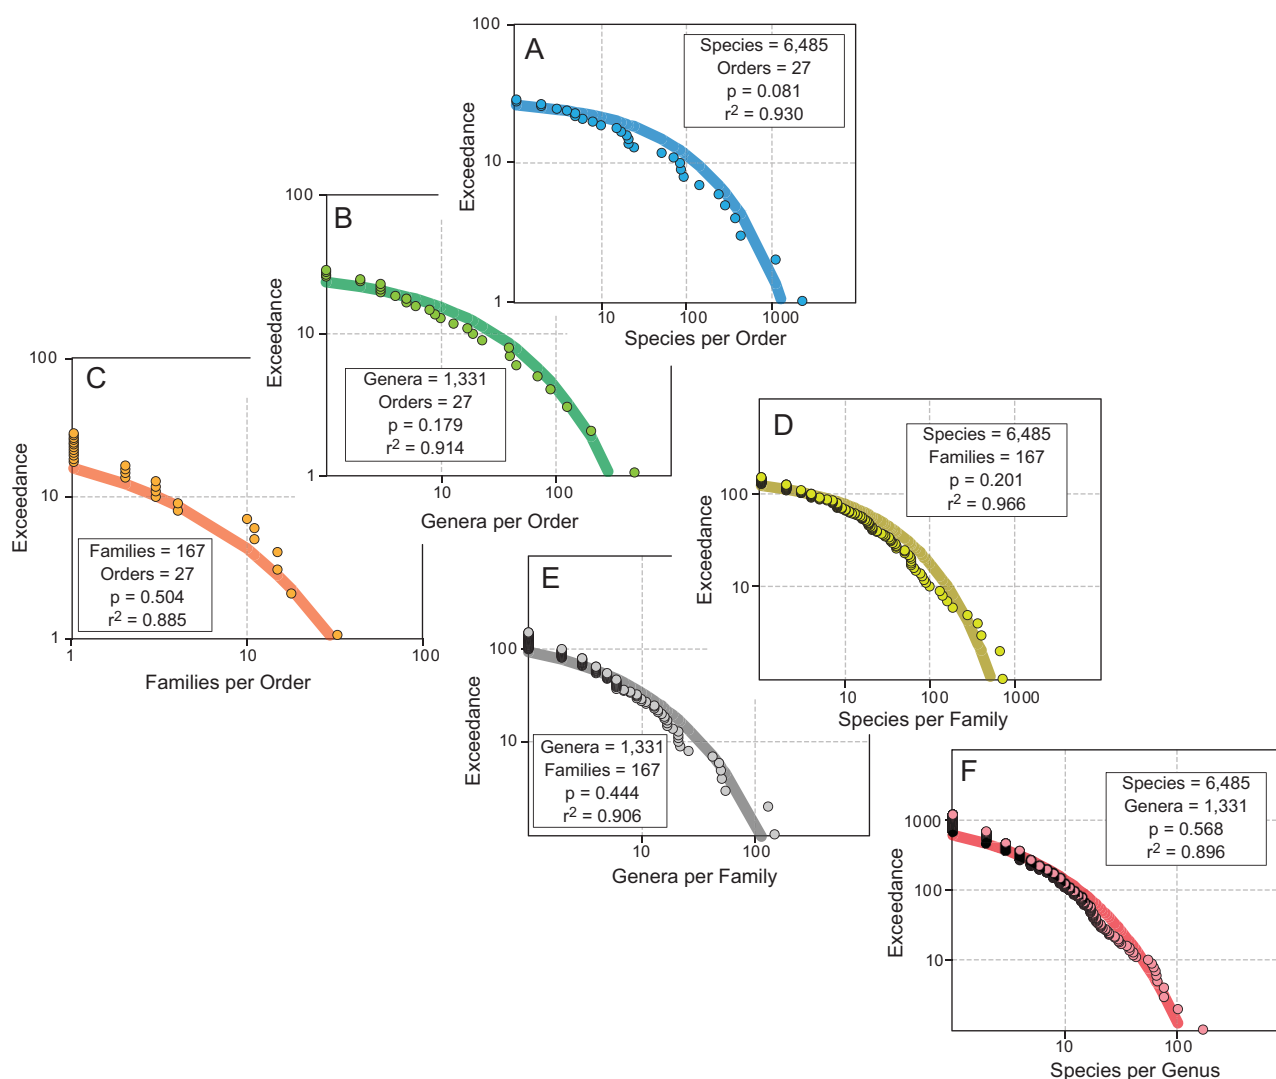 A
100
10
1
Exceedance
Species = 6,485
Orders = 27
p = 0.081
r2 = 0.930
10
100
1000
Species per Order
B
100
10
1
Exceedance
Genera = 1,331
Orders = 27
p = 0.179
r2 = 0.914
10
100
Genera per Order
C
100
10
1
Exceedance
Families = 167
Orders = 27
p = 0.504
r2 = 0.885
1
10
100
Families per Order
D
100
10
Exceedance
Species = 6,485
Families = 167
p = 0.201
r2 = 0.966
10
100
1000
Species per Family
E
100
10
Exceedance
Genera = 1,331
Families = 167
p = 0.444
r2 = 0.906
10
100
Genera per Family
F
1000
100
10
Exceedance
Species = 6,485
Genera = 1,331
p = 0.568
r2 = 0.896
10
100
Species per Genus